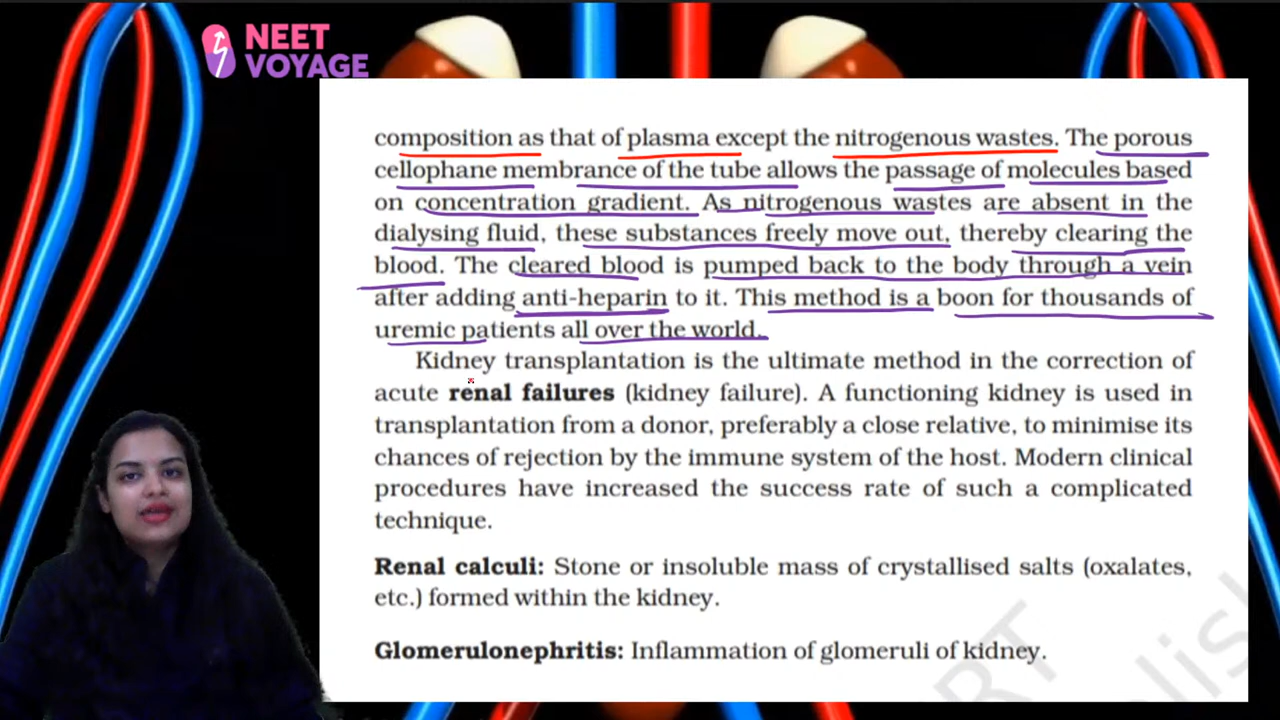 NEET
VOYAGE
composition as that of plasma except the nitrogenous wastes. The porous
cellophane membrance of the tube allows the passage of molecules based
on concentration gradient. As nitrogenous wastes are absent in the
dialysing fluid, these substances freely move out, thereby clearing the
blood. The cleared blood is pumped back to the body through a vein
after adding anti-heparin to it. This method is a boon for thousands of
uremic patients all over the world.
Kidney transplantation is the ultimate method in the correction of
acute renal failures (kidney failure). A functioning kidney is used in
transplantation from a donor, preferably a close relative, to minimise its
chances of rejection by the immune system of the host. Modern clinical
procedures have increased the success rate of such a complicated
technique.
Renal calculi: Stone or insoluble mass of crystallised salts (oxalates,
etc.) formed within the kidney.
Glomerulonephritis: Inflammation of glomeruli of kidney.